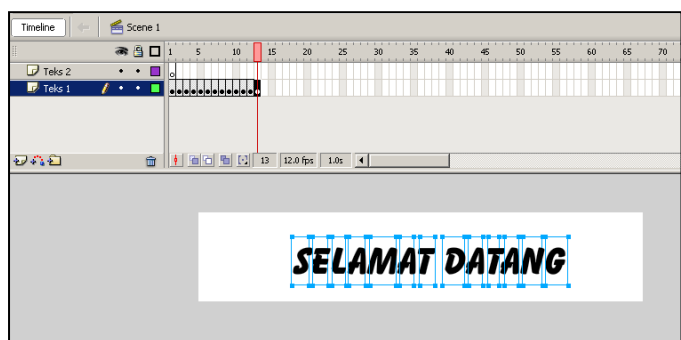 Timeline Scene 1
1 5 10 15 20 25 30 35 40 45 50 55 60 65 70
Teks 2
Teks 1
13 12.0 fps 1.0s
SELAMAT DATANG